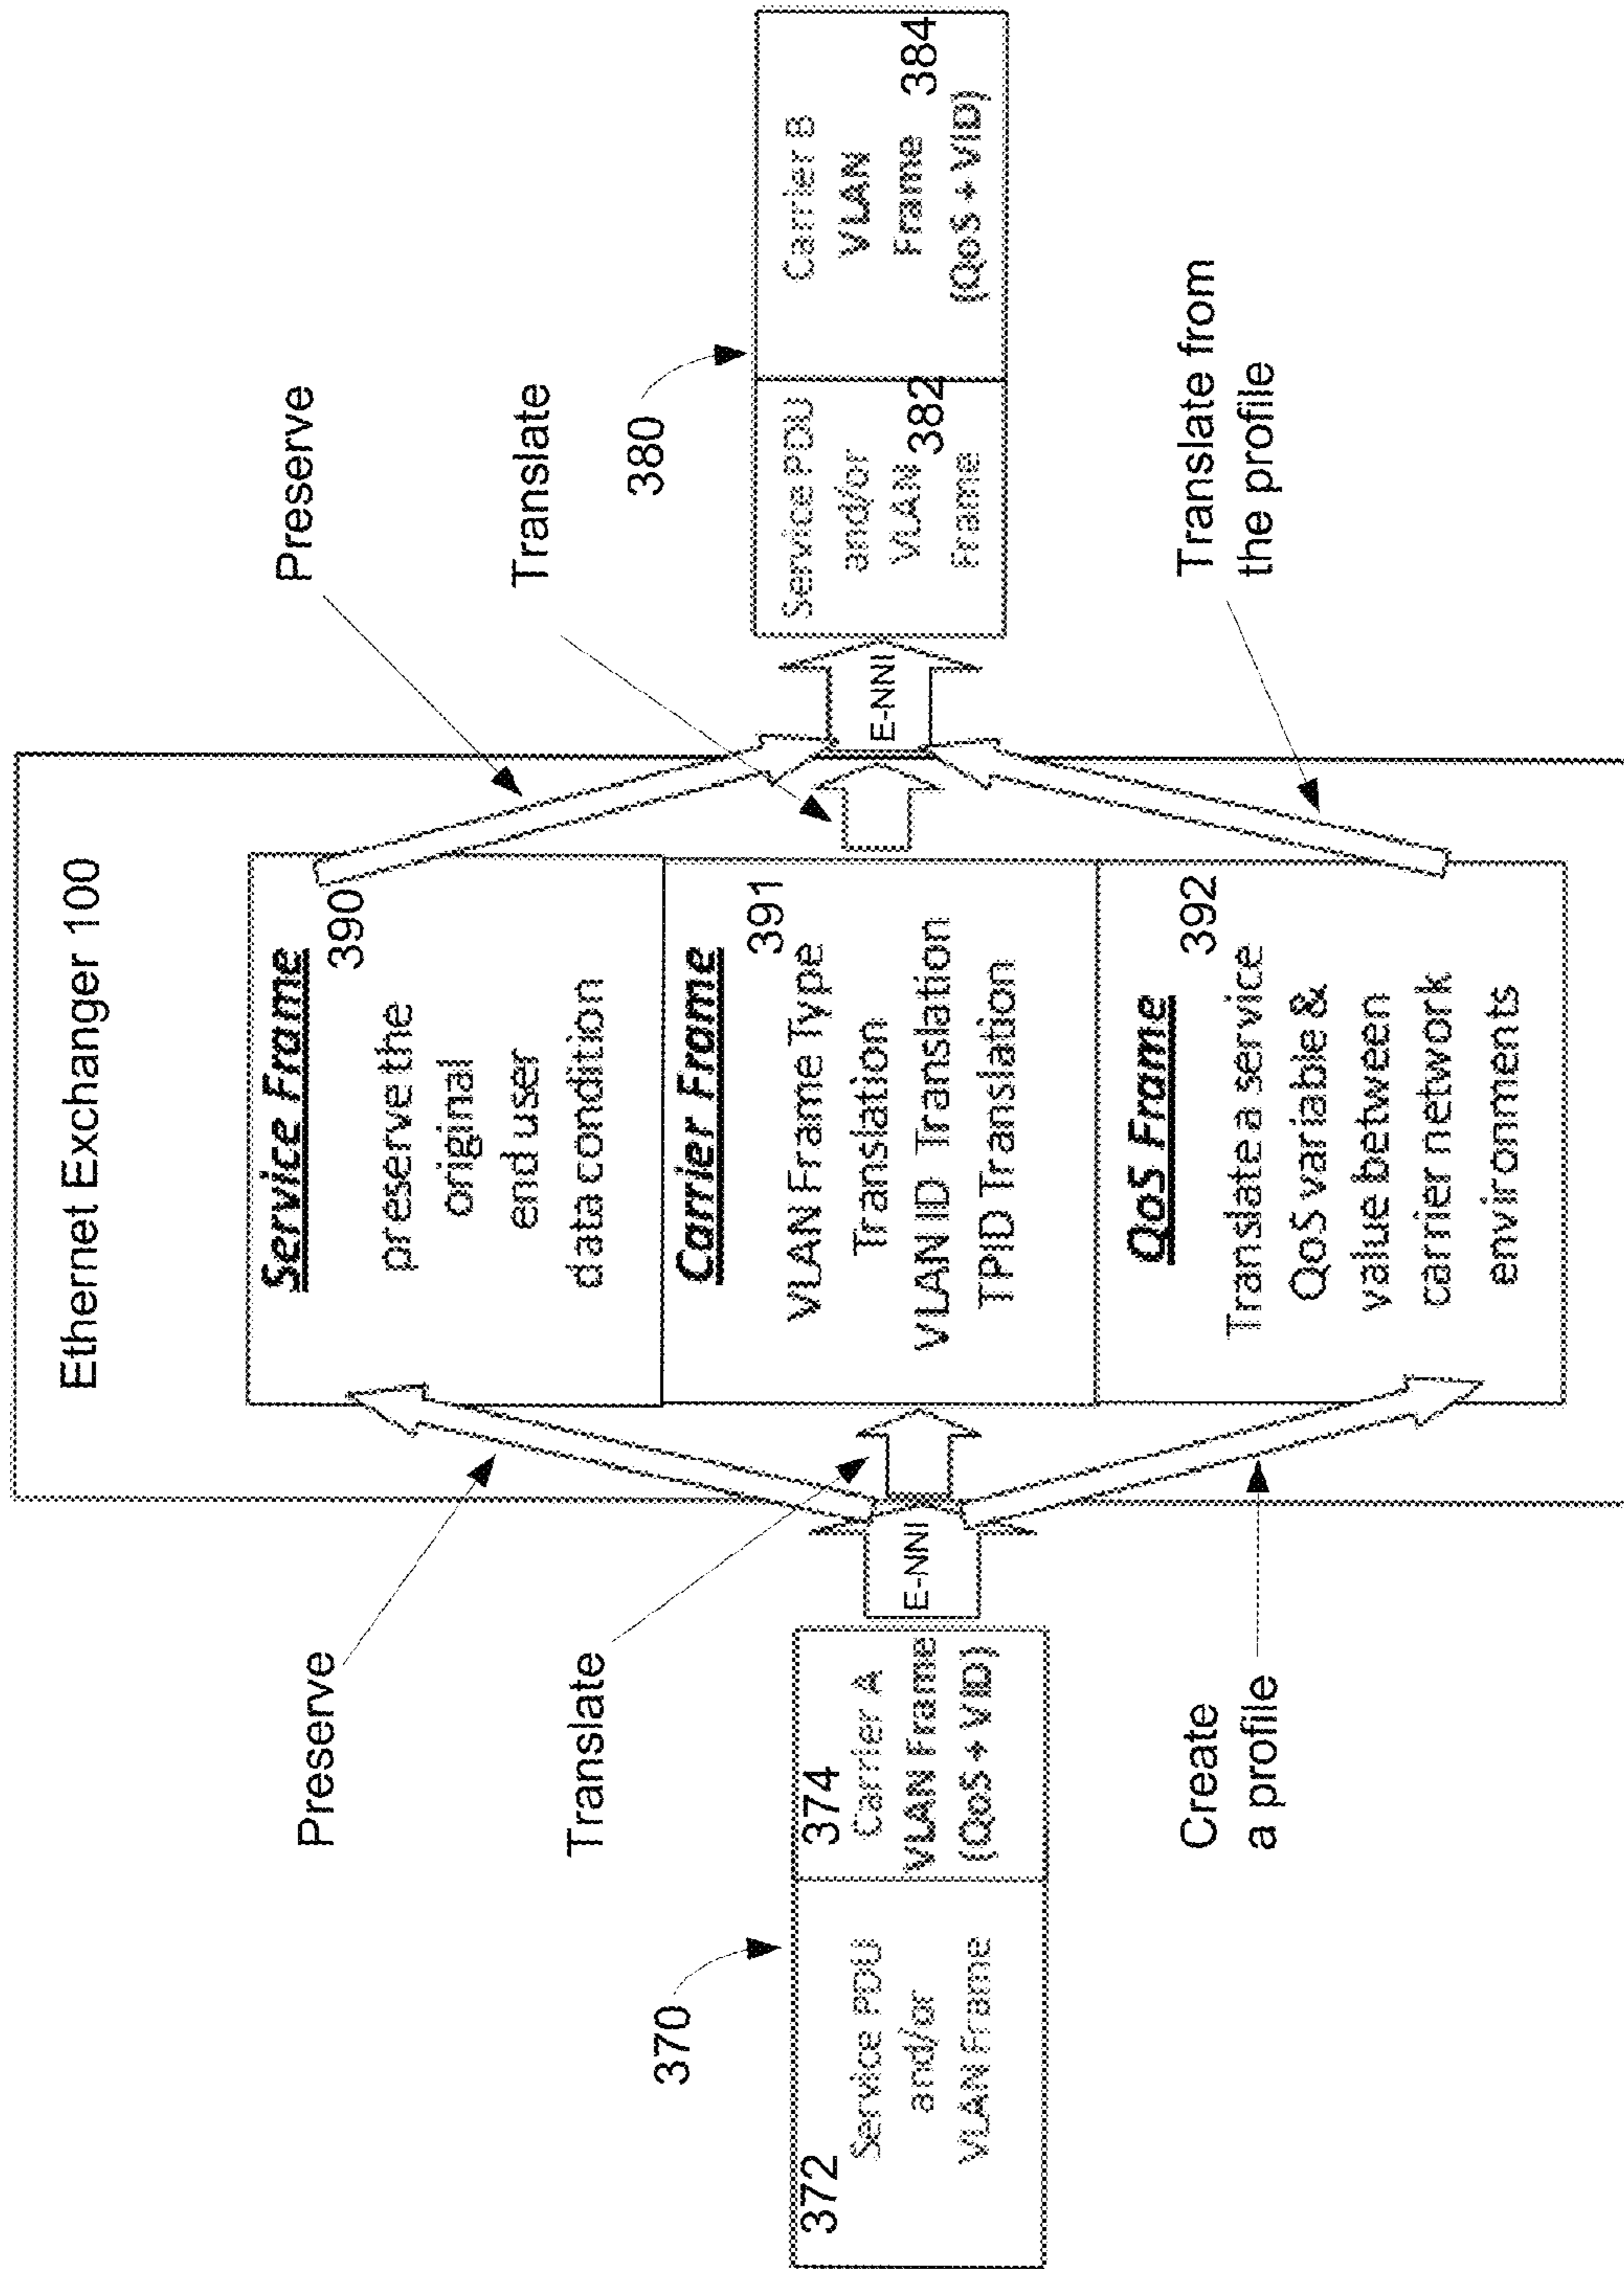 Ethernet Exchanger 100
Preserve
Translate
370
372
Service PDU
and/or
VLAN Frame
374
Carrier A
VLAN Frame
(QoS + VID)
Create
a profile
E-NNI
Service Frame
390
preserve the
original
end user
data condition
Carrier Frame
391
VLAN Frame Type
Translation
VLAN ID Translation
TPID Translation
QoS Frame
392
Translate a service
QoS variable &
value between
carrier network
environments
Preserve
Translate
380
E-NNI
Service PDU
and/or
VLAN 382
Frame
Carrier B
VLAN
Frame 384
(QoS + VID)
Translate from
the profile